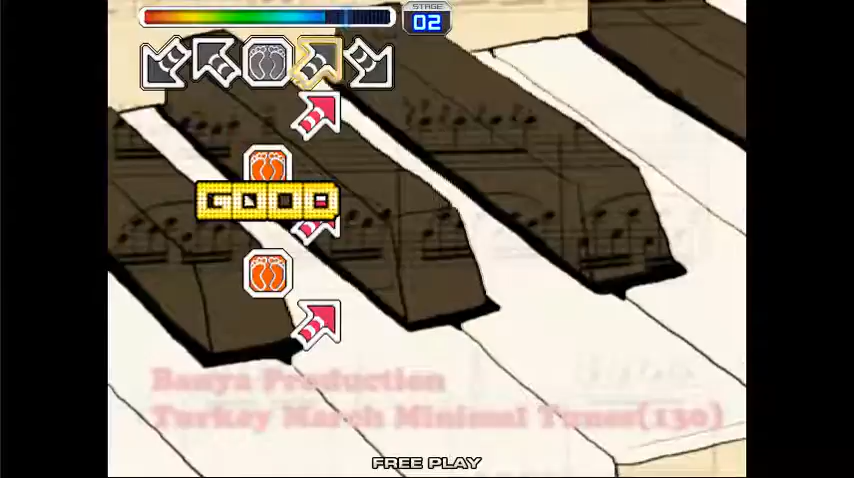 STAGE
02
GOOD
Banya Production
Turkey March Minimal Tunes(130)
FREE PLAY